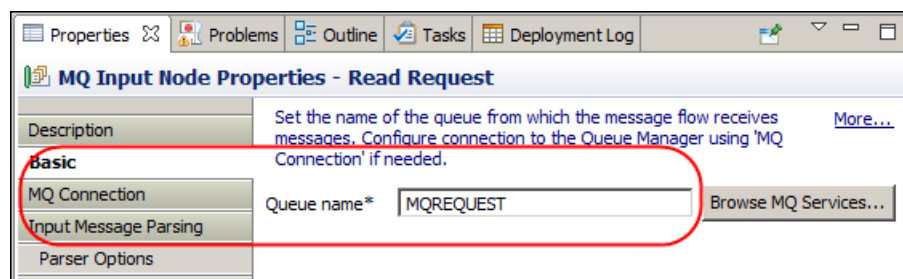 Properties Problems Outline Tasks Deployment Log
MQ Input Node Properties - Read Request
Description
Basic
MQ Connection
Input Message Parsing
Parser Options
Set the name of the queue from which the message flow receives
messages. Configure connection to the Queue Manager using 'MQ
Connection' if needed.
More...
Queue name* MQREQUEST Browse MQ Services...